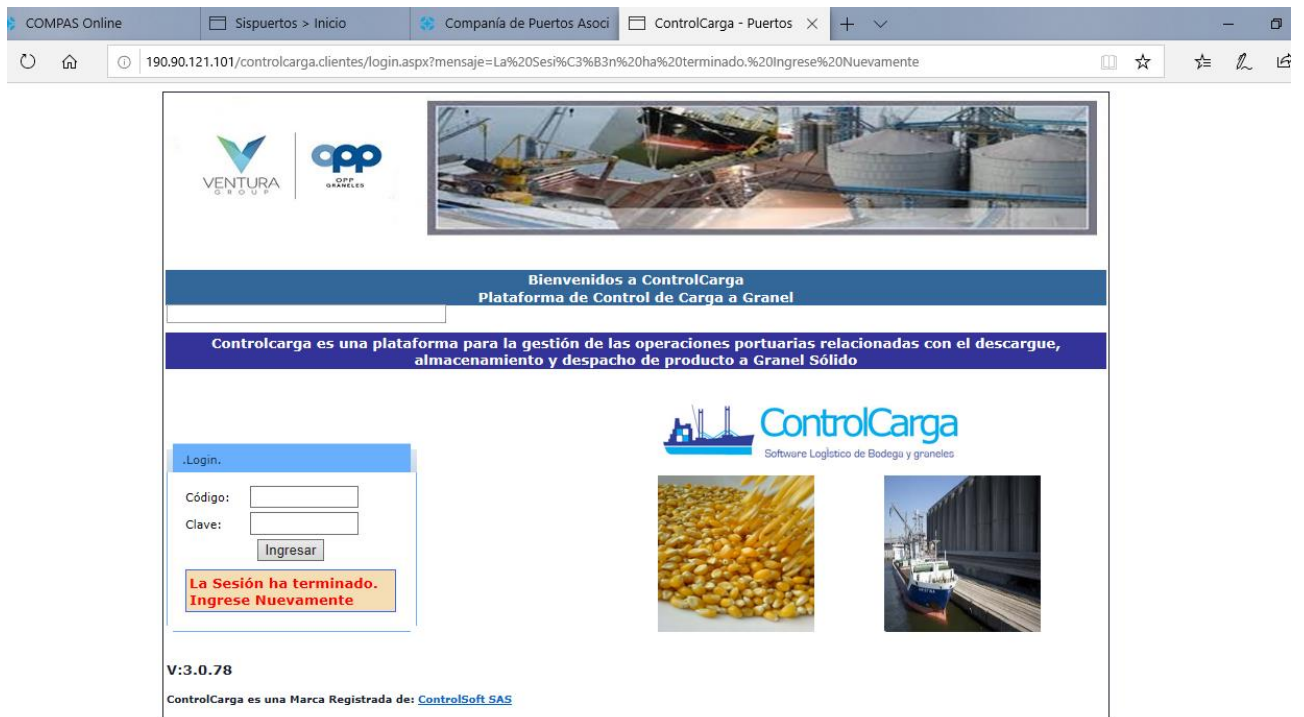 COMPAS Online
Sispuertos > Inicio
Companía de Puertos Asoci
ControlCarga - Puertos
190.90.121.101/controlcarga.clientes/login.aspx?mensaje=La%20Sesi%C3%B3n%20ha%20terminado.%20Ingrese%20Nuevamente
VENTURA
GROUP
opp
OPP
GRANELES
Bienvenidos a ControlCarga
Plataforma de Control de Carga a Granel
Controlcarga es una plataforma para la gestión de las operaciones portuarias relacionadas con el descargue,
almacenamiento y despacho de producto a Granel Sólido
ControlCarga
Software Logístico de Bodega y graneles
.Login.
Código:
Clave:
Ingresar
La Sesión ha terminado.
Ingrese Nuevamente
V:3.0.78
ControlCarga es una Marca Registrada de: ControlSoft SAS